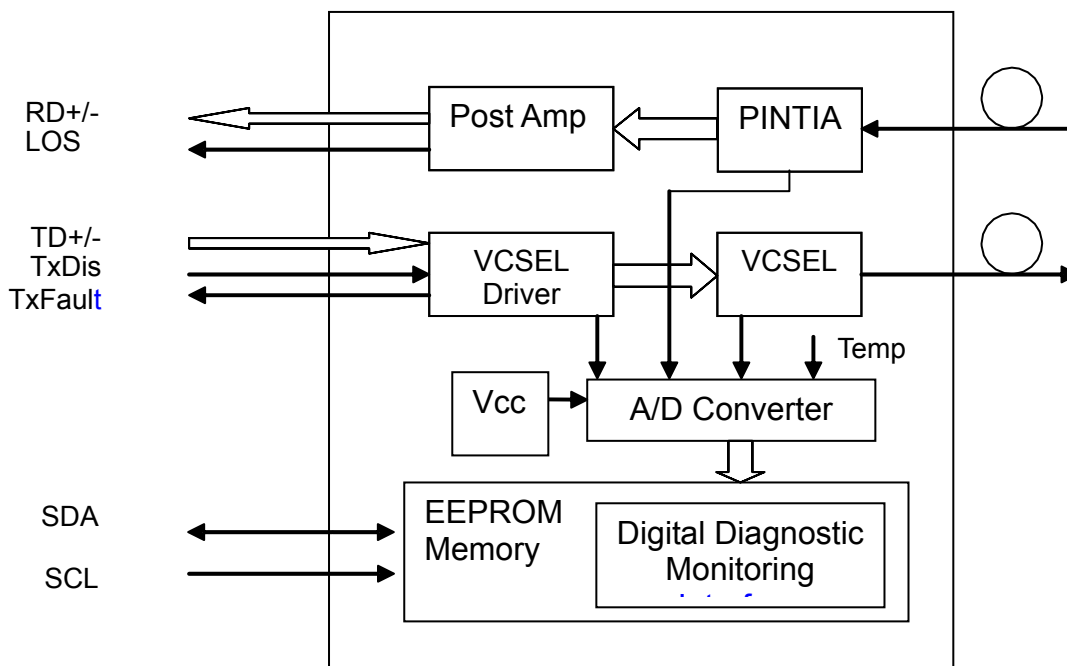 RD+/-
LOS
Post Amp
PINTIA
TD+/-
TxDis
TxFault
VCSEL
Driver
VCSEL
Temp
Vcc
A/D Converter
SDA
SCL
EEPROM
Memory
Digital Diagnostic
Monitoring